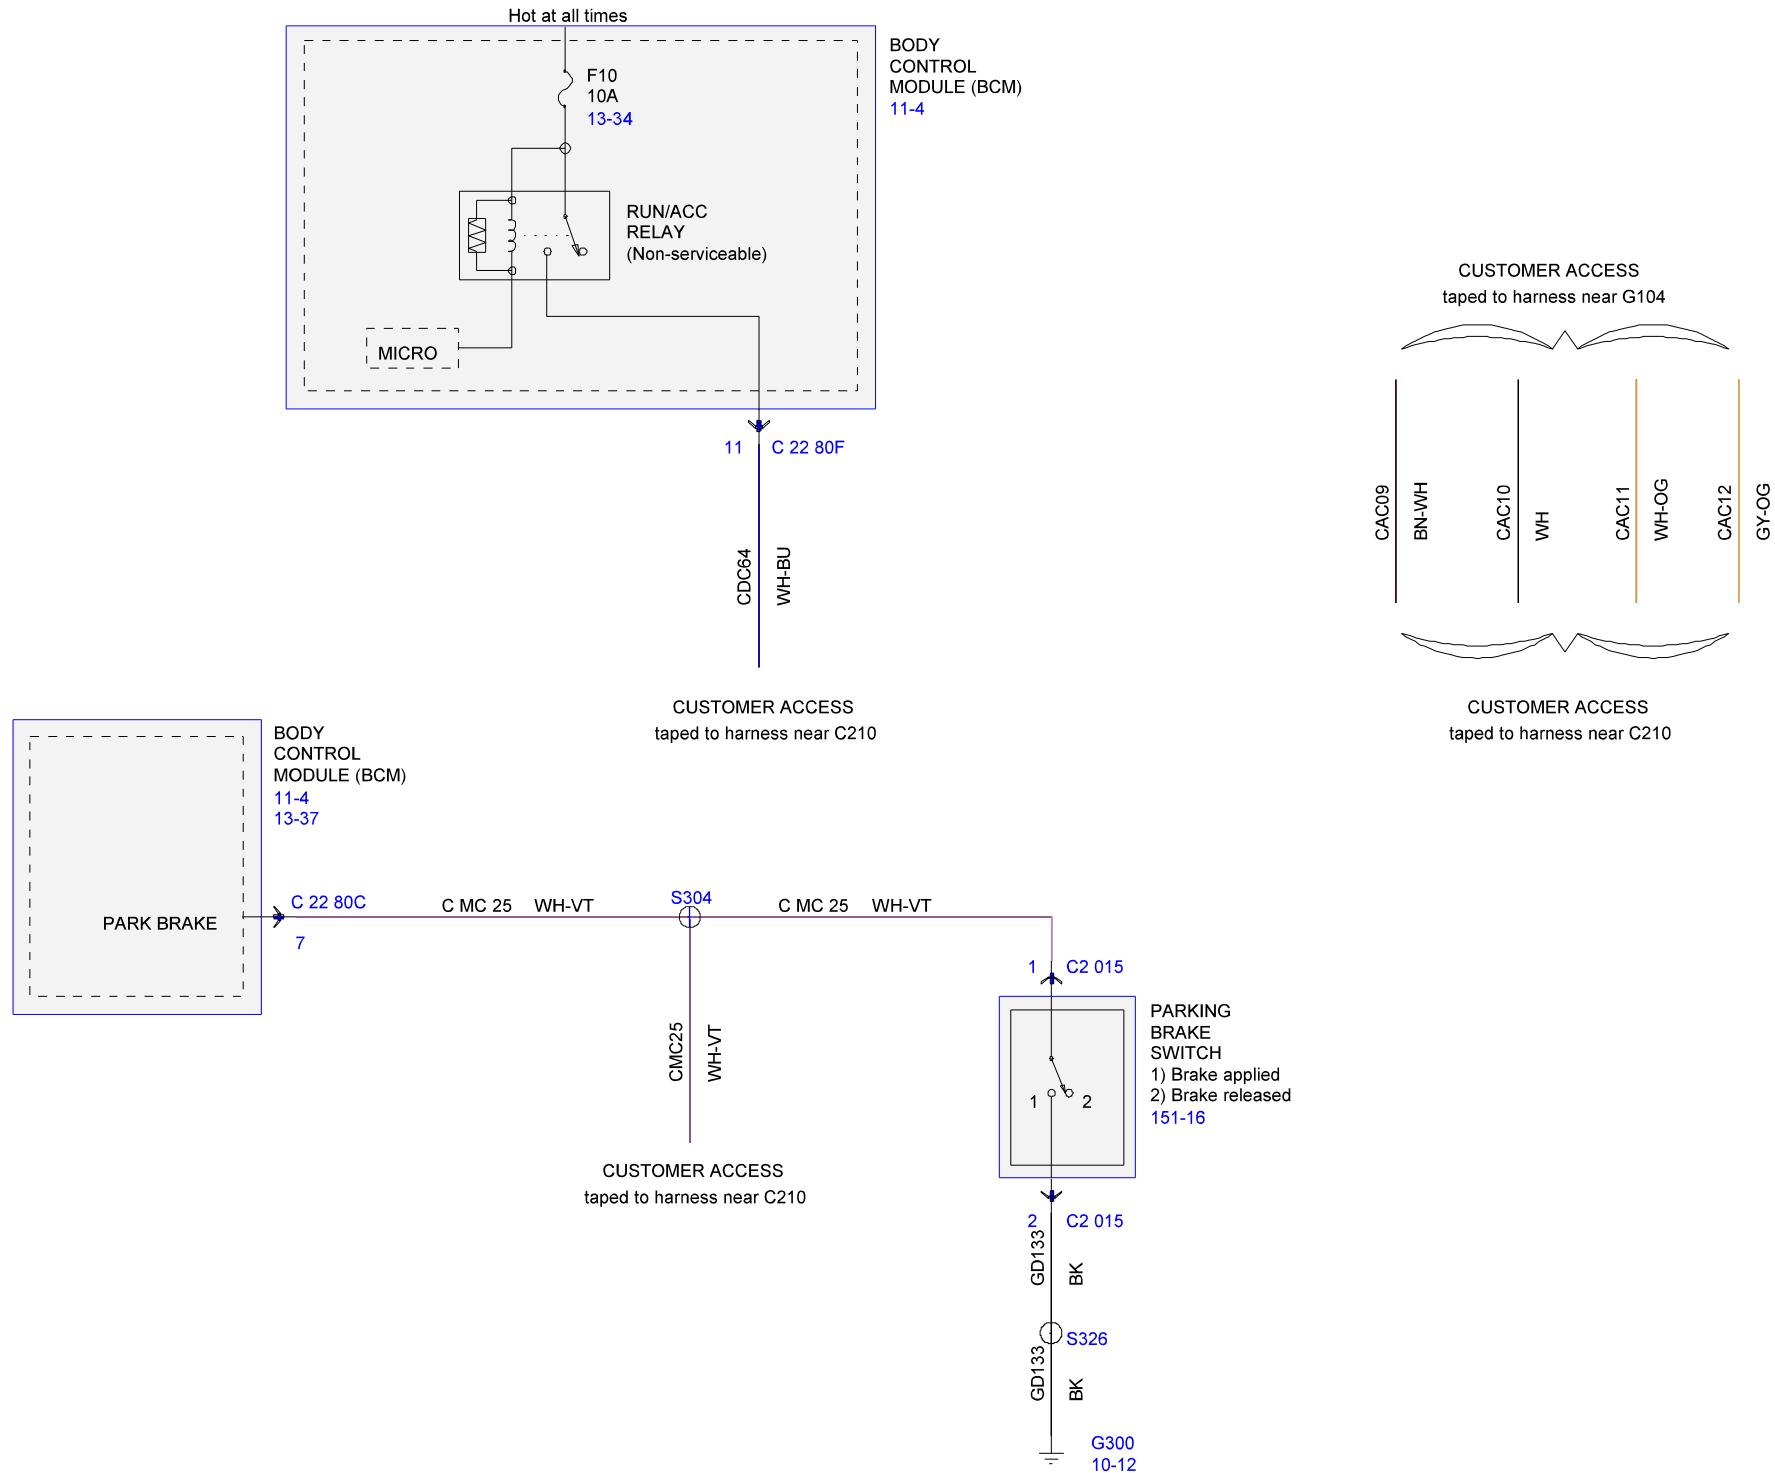 Hot at all times
BODY
CONTROL
MODULE (BCM)
11-4
F10
10A
13-34
RUN/ACC
RELAY
(Non-serviceable)
MICRO
11 C 22 80F
CDC64
WH-BU
CUSTOMER ACCESS
taped to harness near C210
CUSTOMER ACCESS
taped to harness near G104
CAC09
BN-WH
CAC10
WH
CAC11
WH-OG
CAC12
GY-OG
CUSTOMER ACCESS
taped to harness near C210
BODY
CONTROL
MODULE (BCM)
11-4
13-37
PARK BRAKE
C 22 80C
7
C MC 25 WH-VT
S304
C MC 25 WH-VT
CMC25
WH-VT
CUSTOMER ACCESS
taped to harness near C210
1 C2 015
PARKING
BRAKE
SWITCH
1) Brake applied
2) Brake released
151-16
1 2
2 C2 015
GD133
BK
S326
GD133
BK
G300
10-12